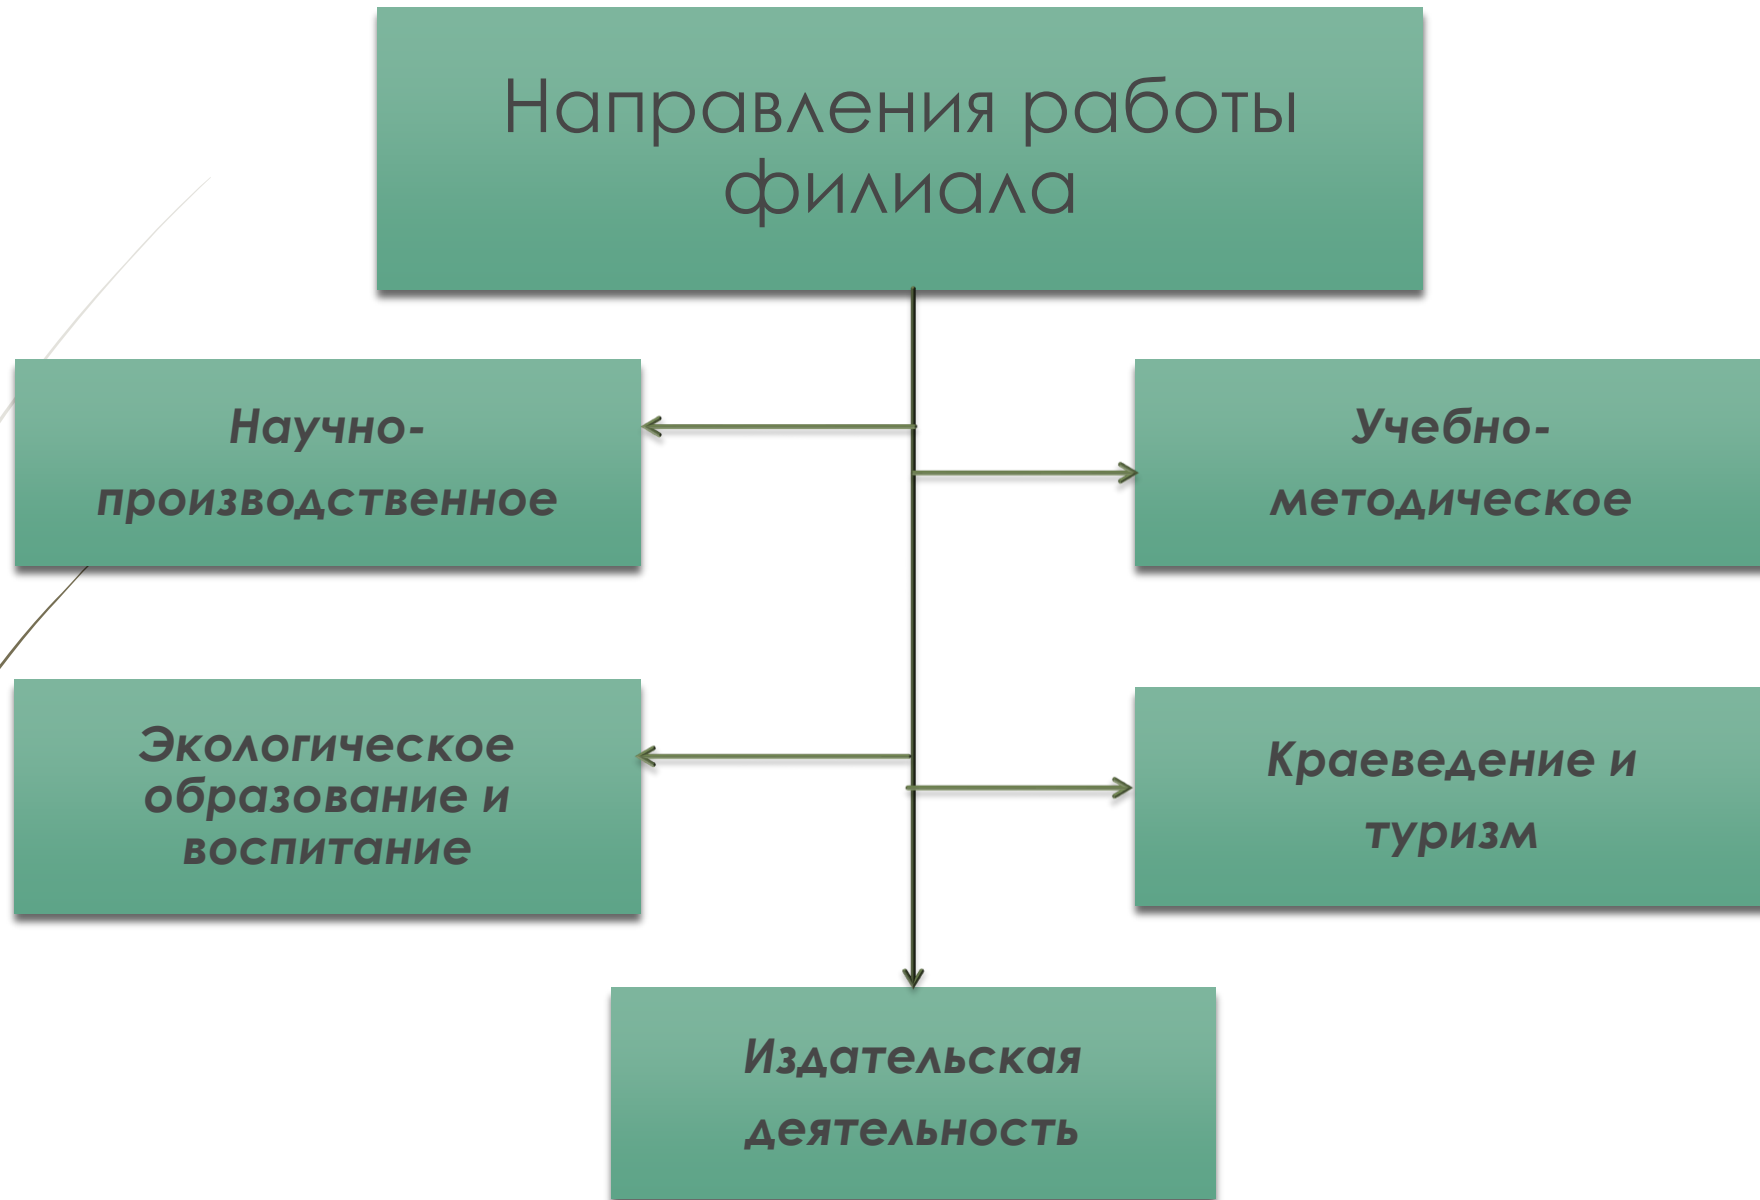 Направления работы
филиала
Научно-
производственное
Учебно-
методическое
Экологическое
образование и
воспитание
Краеведение и
туризм
Издательская
деятельность